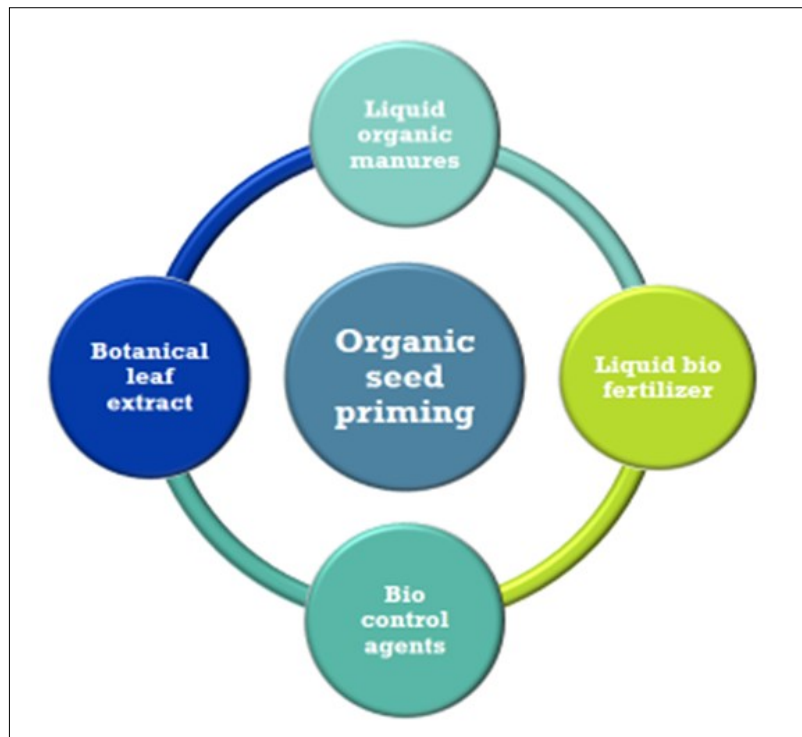 Liquid
organic
manures
Organic
seed
priming
Botanical
leaf
extract
Liquid bio
fertilizer
Bio
control
agents